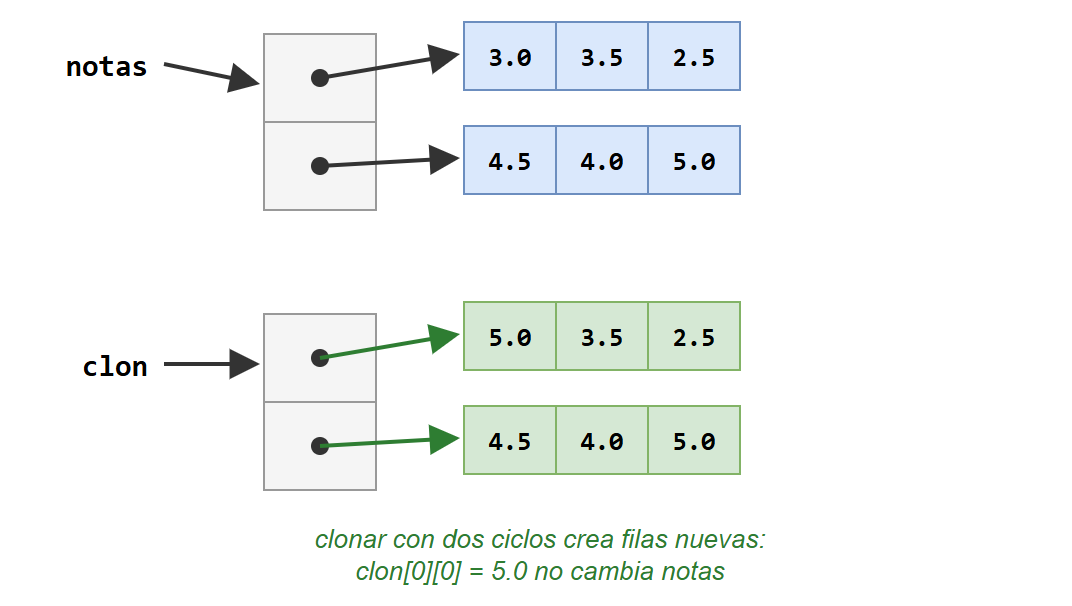 notas
3.0 3.5 2.5
4.5 4.0 5.0
clon
5.0 3.5 2.5
4.5 4.0 5.0
clonar con dos ciclos crea filas nuevas:
clon[0][0] = 5.0 no cambia notas